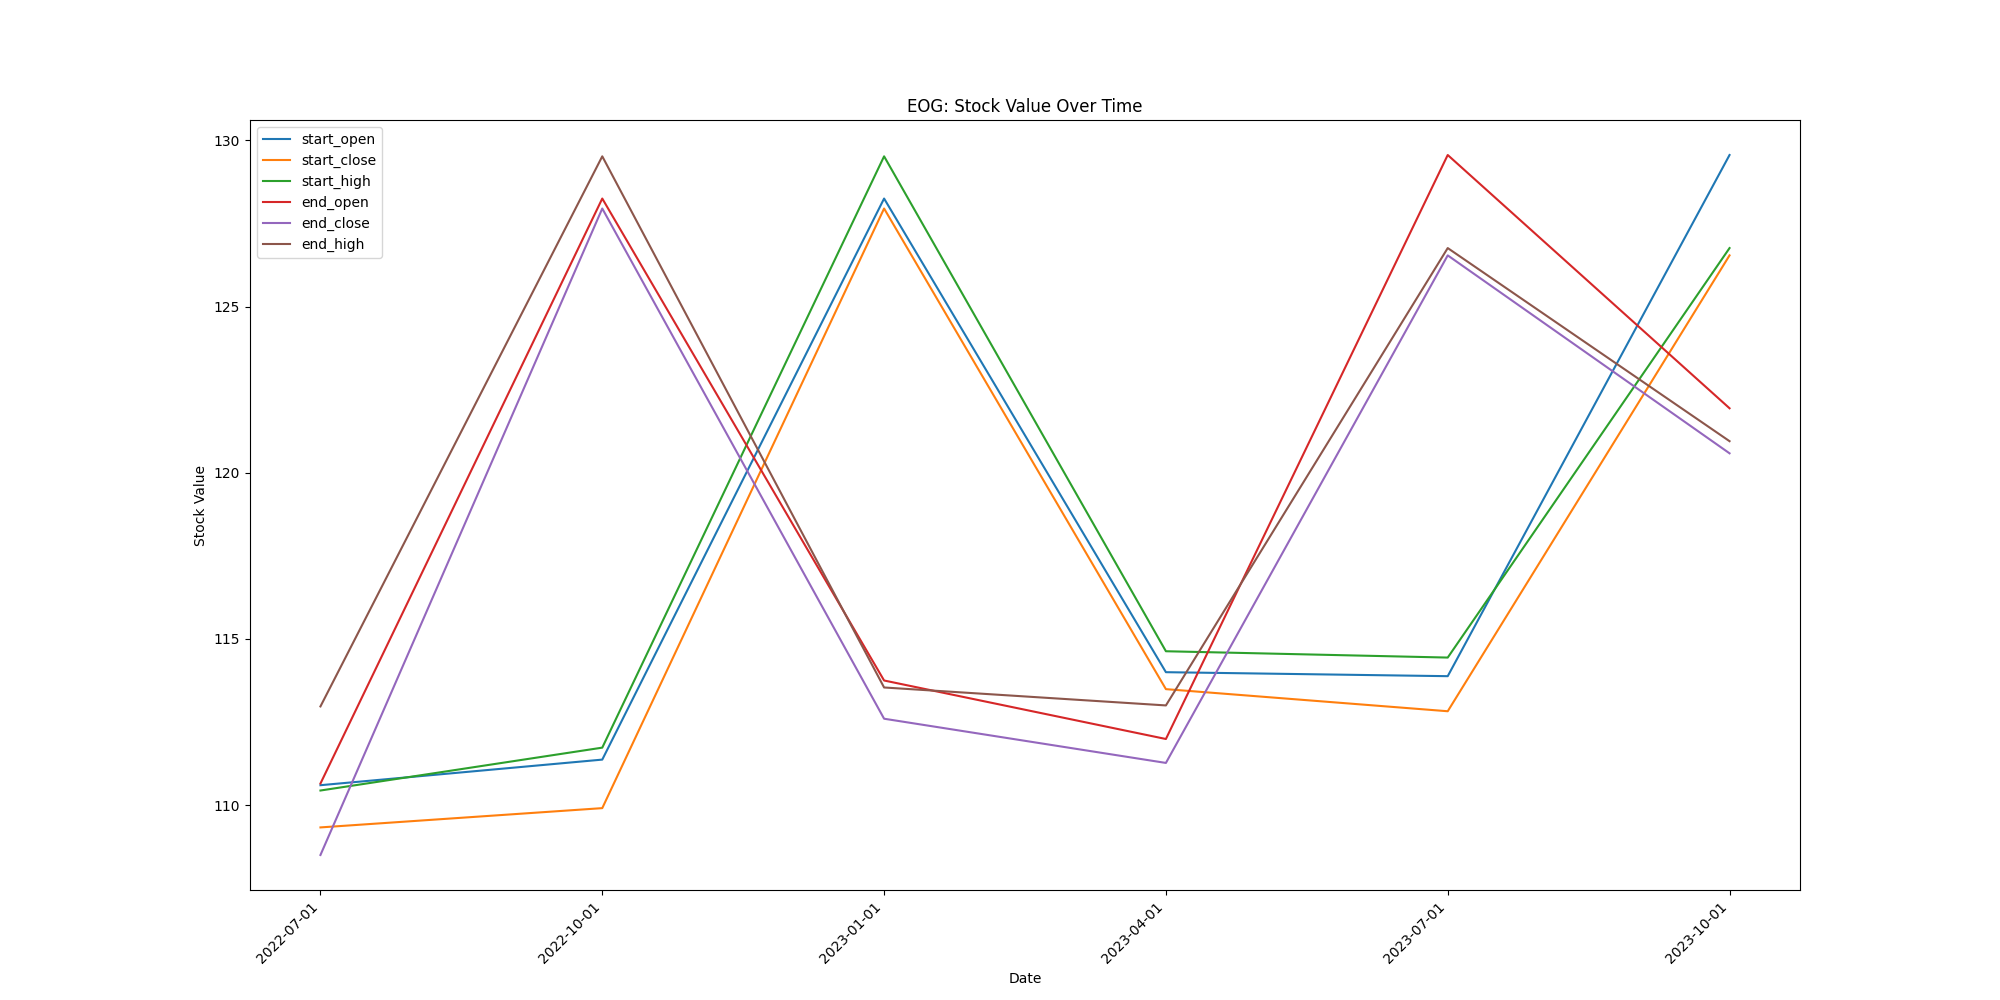 EOG: Stock Value Over Time
start_open
start_close
start_high
end_open
end_close
end_high
130
125
120
115
110
Stock Value
2022-07-01
2022-10-01
2023-01-01
2023-04-01
2023-07-01
2023-10-01
Date